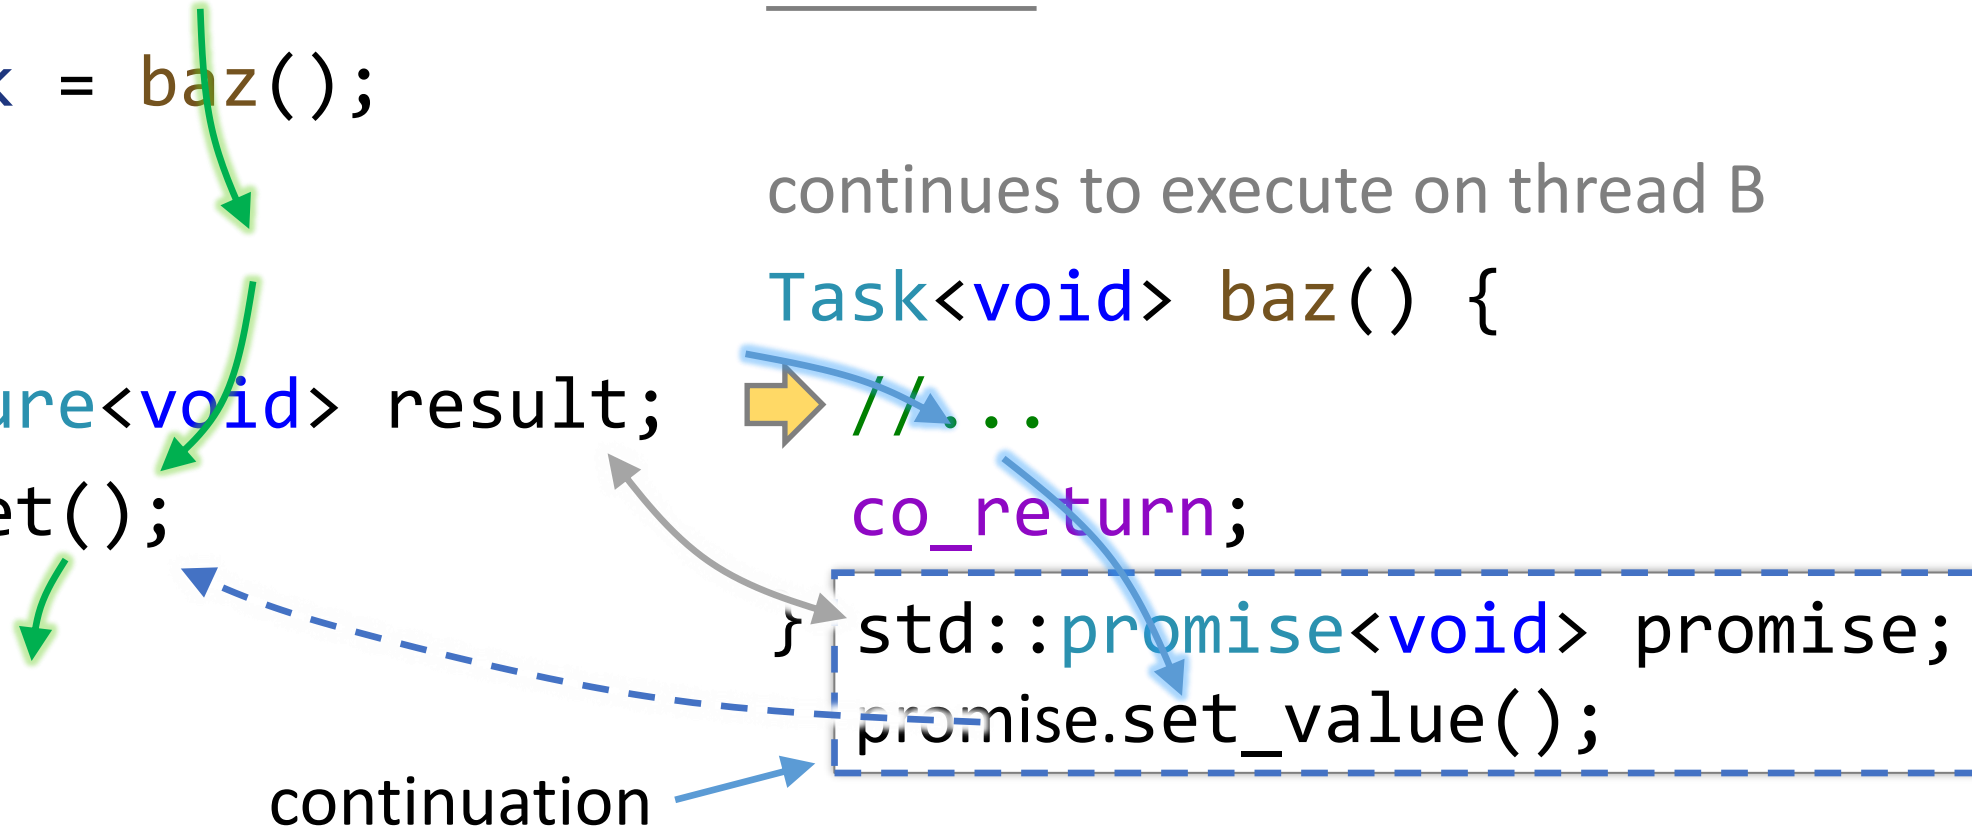 k = baz();
continues to execute on thread B
Task<void> baz() {
ure<void> result;
//...
et();
co_return;
}
std::promise<void> promise;
promise.set_value();
continuation